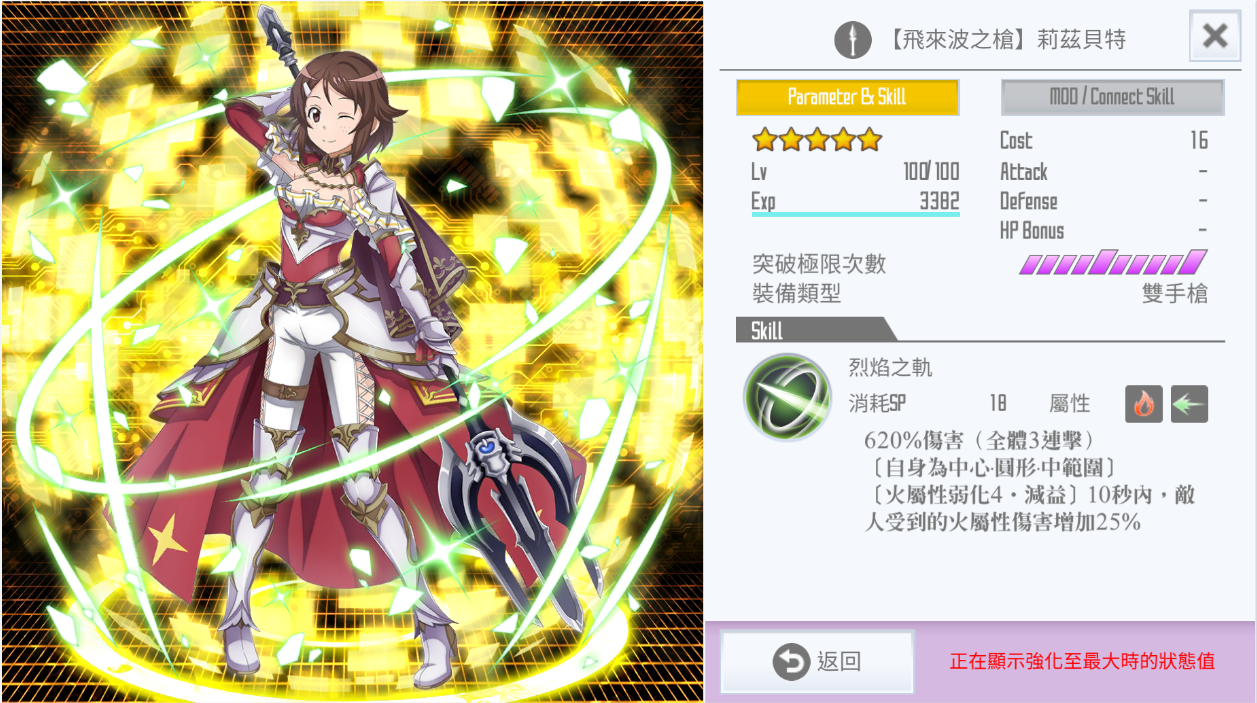 【飛來波之槍】莉茲貝特
Parameter & Skill
MOD / Connect Skill
Lv 100/100
Exp 3382
Cost 16
Attack -
Defense -
HP Bonus -
突破極限次數
裝備類型 雙手槍
Skill
烈焰之軌
消耗SP 18 屬性
620%傷害（全體3連擊）
〔自身為中心·圓形·中範圍〕
〔火屬性弱化4・減益〕10秒內，敵
人受到的火屬性傷害增加25%
返回
正在顯示強化至最大時的狀態值